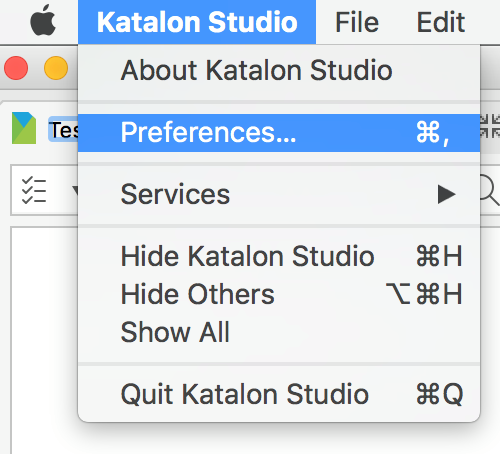 Katalon Studio File Edit
About Katalon Studio
Tes
Preferences... ⌘,
Services
Hide Katalon Studio ⌘H
Hide Others ⌥⌘H
Show All
Quit Katalon Studio ⌘Q